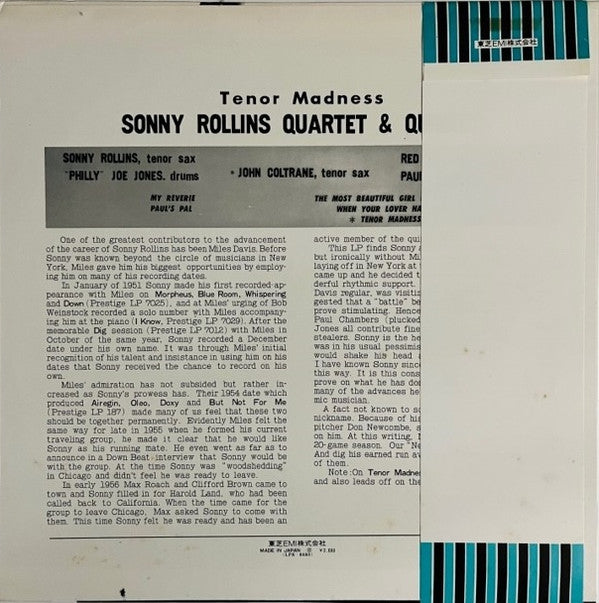 東芝EMI株式会社
Tenor Madness
SONNY ROLLINS QUARTET & QU
SONNY ROLLINS, tenor sax
"PHILLY" JOE JONES. drums
* JOHN COLTRANE, tenor sax
RED
PAU
MY REVERIE
PAUL'S PAL
THE MOST BEAUTIFUL GIRL
WHEN YOUR LOVER HA
* TENOR MADNESS
One of the greatest contributors to the advancement
of the career of Sonny Rollins has been Miles Davis. Before
Sonny was known beyond the circle of musicians in New
York, Miles gave him his biggest opportunities by employ-
ing him on many of his recording dates.
In January of 1951 Sonny made his first recorded ap-
pearance with Miles on Morpheus, Blue Room, Whispering
and Down (Prestige LP 7025), and at Miles' urging of Bob
Weinstock recorded a solo number with Miles accompany-
ing him at the piano (I Know, Prestige LP 7029). After the
memorable Dig session (Prestige LP 7012) with Miles in
October of the same year, Sonny recorded a December
date under his own name. It was through Miles' initial
recognition of his talent and insistance in using him on his
dates that Sonny received the chance to record on his
own.
Miles' admiration has not subsided but rather in-
creased as Sonny's prowess has. Their 1954 date which
produced Airegin, Oleo, Doxy and But Not For Me
(Prestige LP 187) made many of us feel that these two
should be together permanently. Evidently Miles felt the
same way for late in 1955 when he formed his current
traveling group, he made it clear that he would like
Sonny as his running mate. He even went as far as to
announce in a Down Beat interview that Sonny would be
with the group. At the time Sonny was "woodshedding"
in Chicago and didn't feel he was ready to leave.
In early 1956 Max Roach and Clifford Brown came to
town and Sonny filled in for Harold Land, who had been
called back to California. When the time came for the
group to leave Chicago, Max asked Sonny to come with
them. This time Sonny felt he was ready and has been an
active member of the qui
This LP finds Sonny
but ironically without Mi
laying off in New York at
came up and he decided t
derful rhythmic support.
Davis regular, was visitin
gested that a "battle" be
prove stimulating. Hence
Paul Chambers (plucked
Jones all contribute fine
stealers. Sonny is the he
was in his usual pessimis
would shake his head
I have known Sonny since
this way. It is this cons
prove on what he has do
many of the advances he
mic musician.
A fact not known to so
nickname. Because of his
pitcher Don Newcombe, s
on him. At this writing,
20-game season. Our "Ne
And dig his earned run av
of them.
Note : On Tenor Madnes
and also leads off on the
東芝EMI株式会社
MADE IN JAPAN